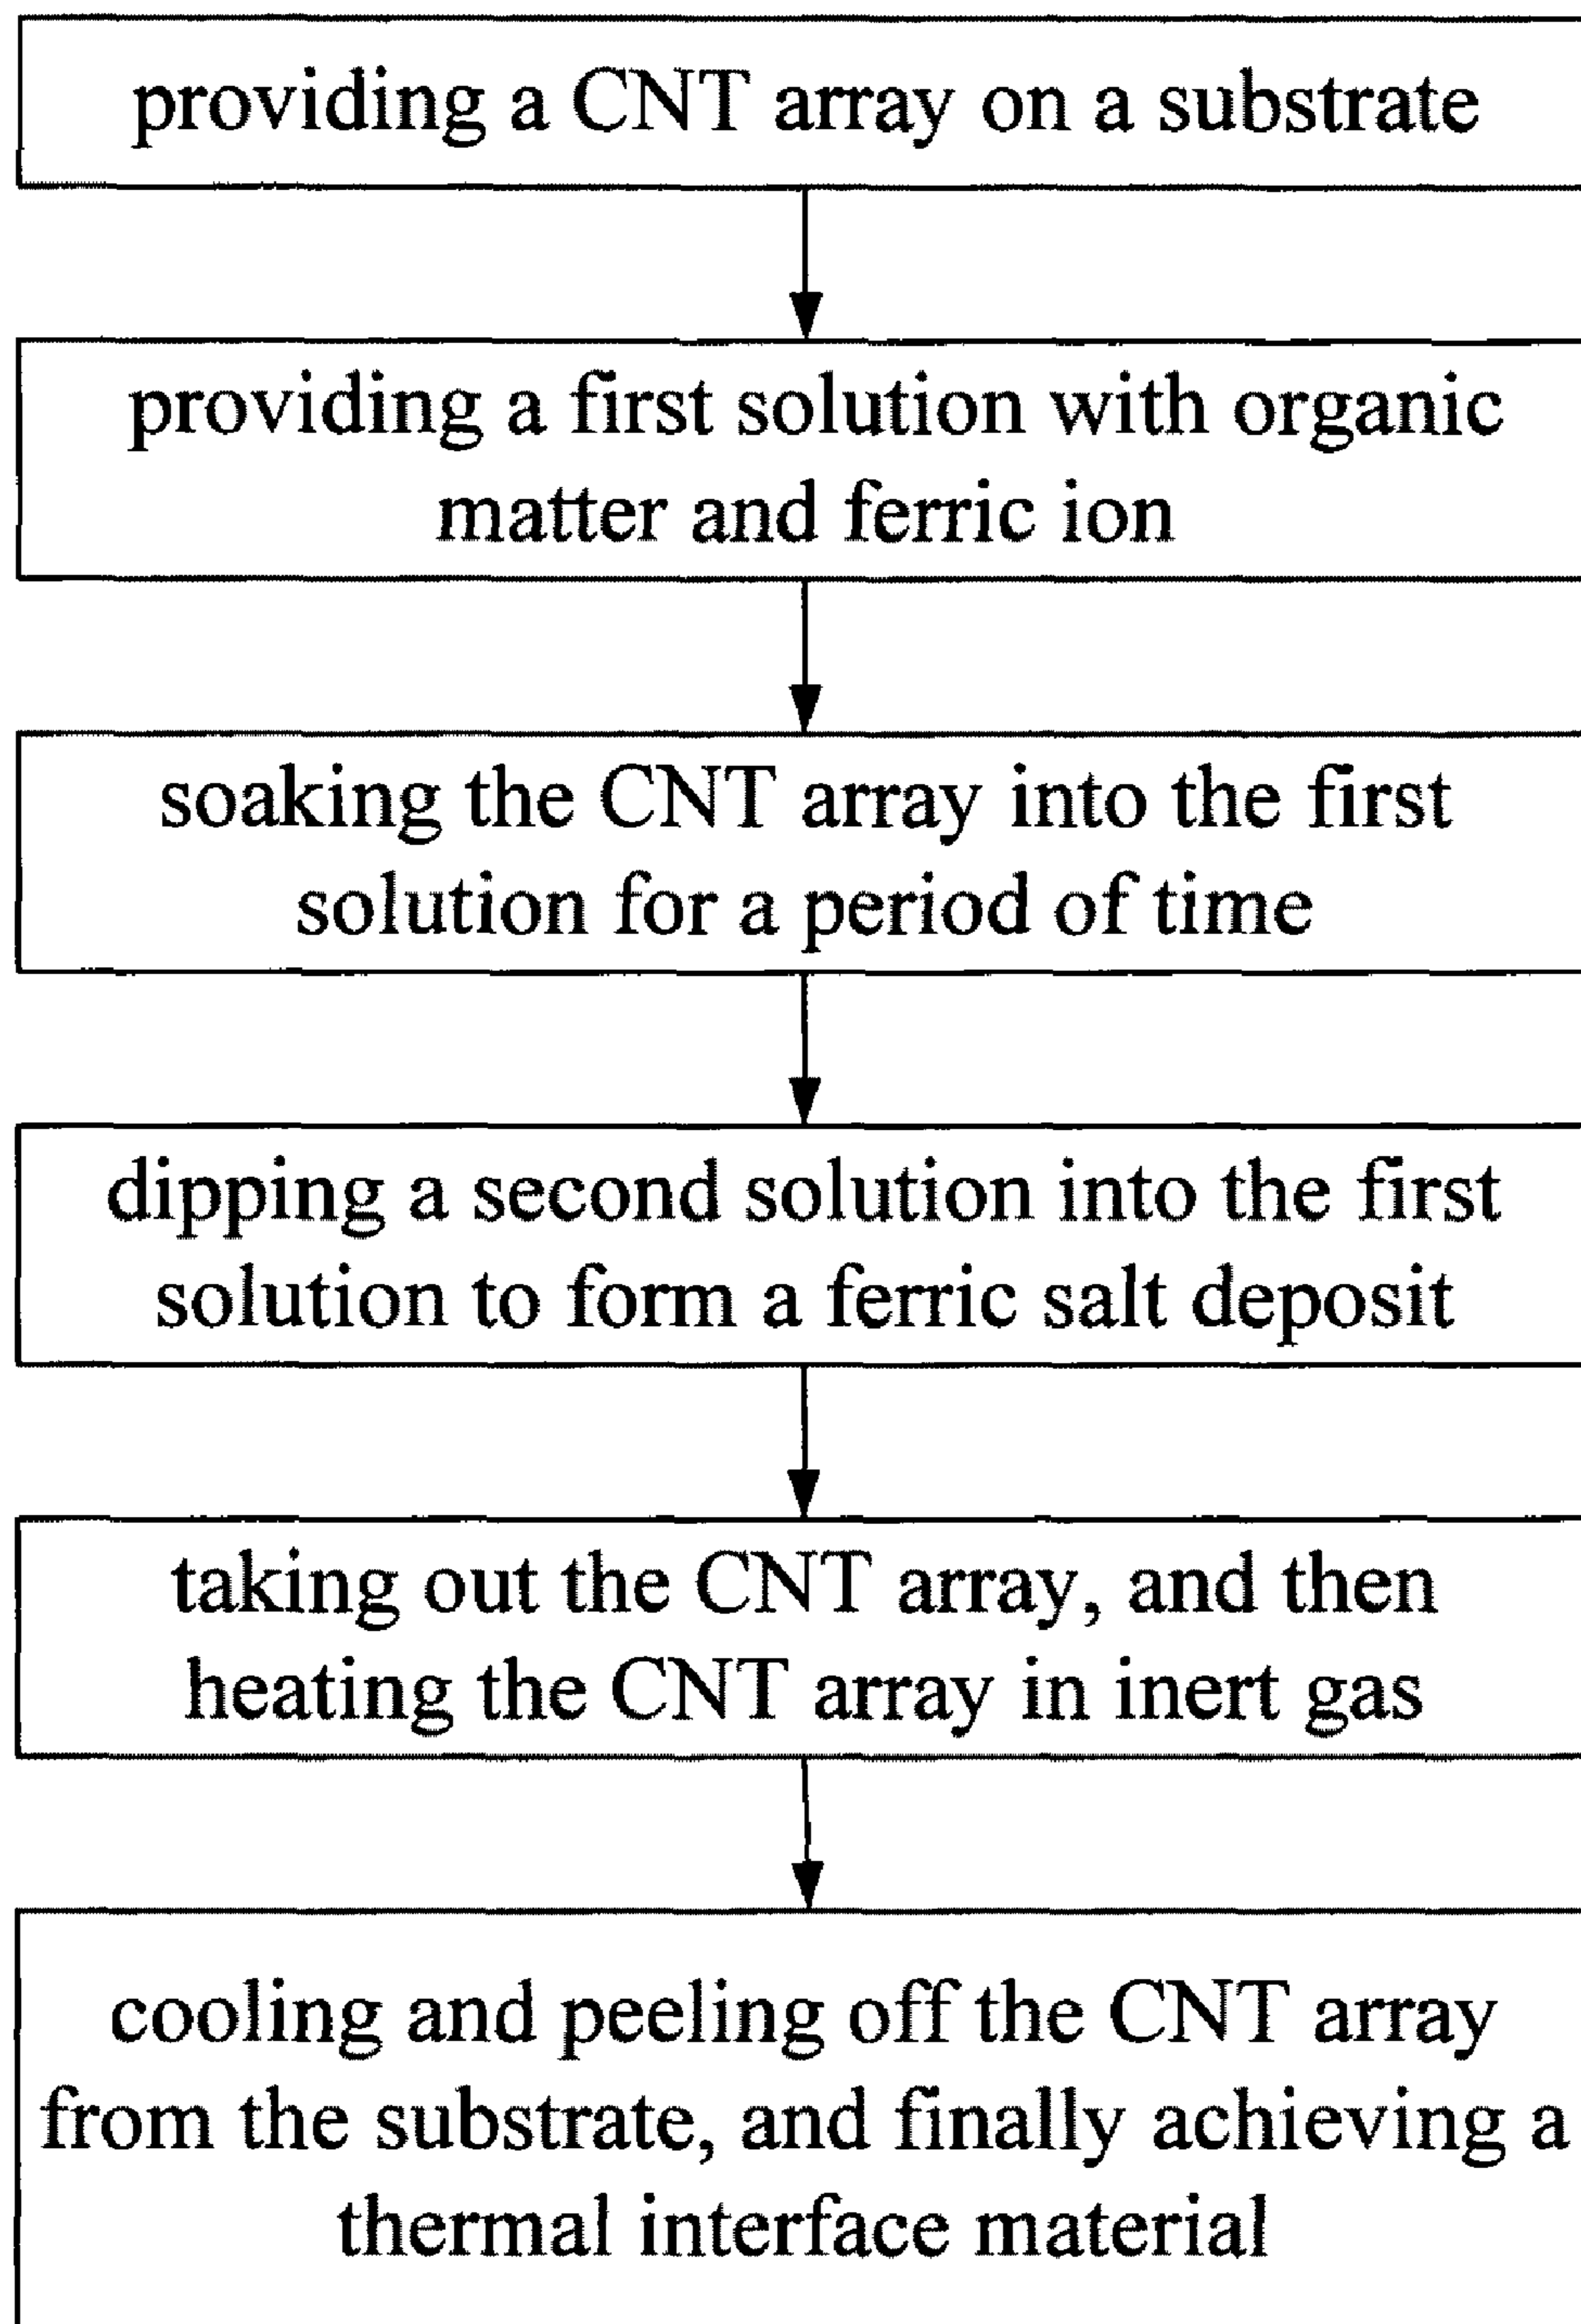 providing a CNT array on a substrate
providing a first solution with organic
matter and ferric ion
soaking the CNT array into the first
solution for a period of time
dipping a second solution into the first
solution to form a ferric salt deposit
taking out the CNT array, and then
heating the CNT array in inert gas
cooling and peeling off the CNT array
from the substrate, and finally achieving a
thermal interface material